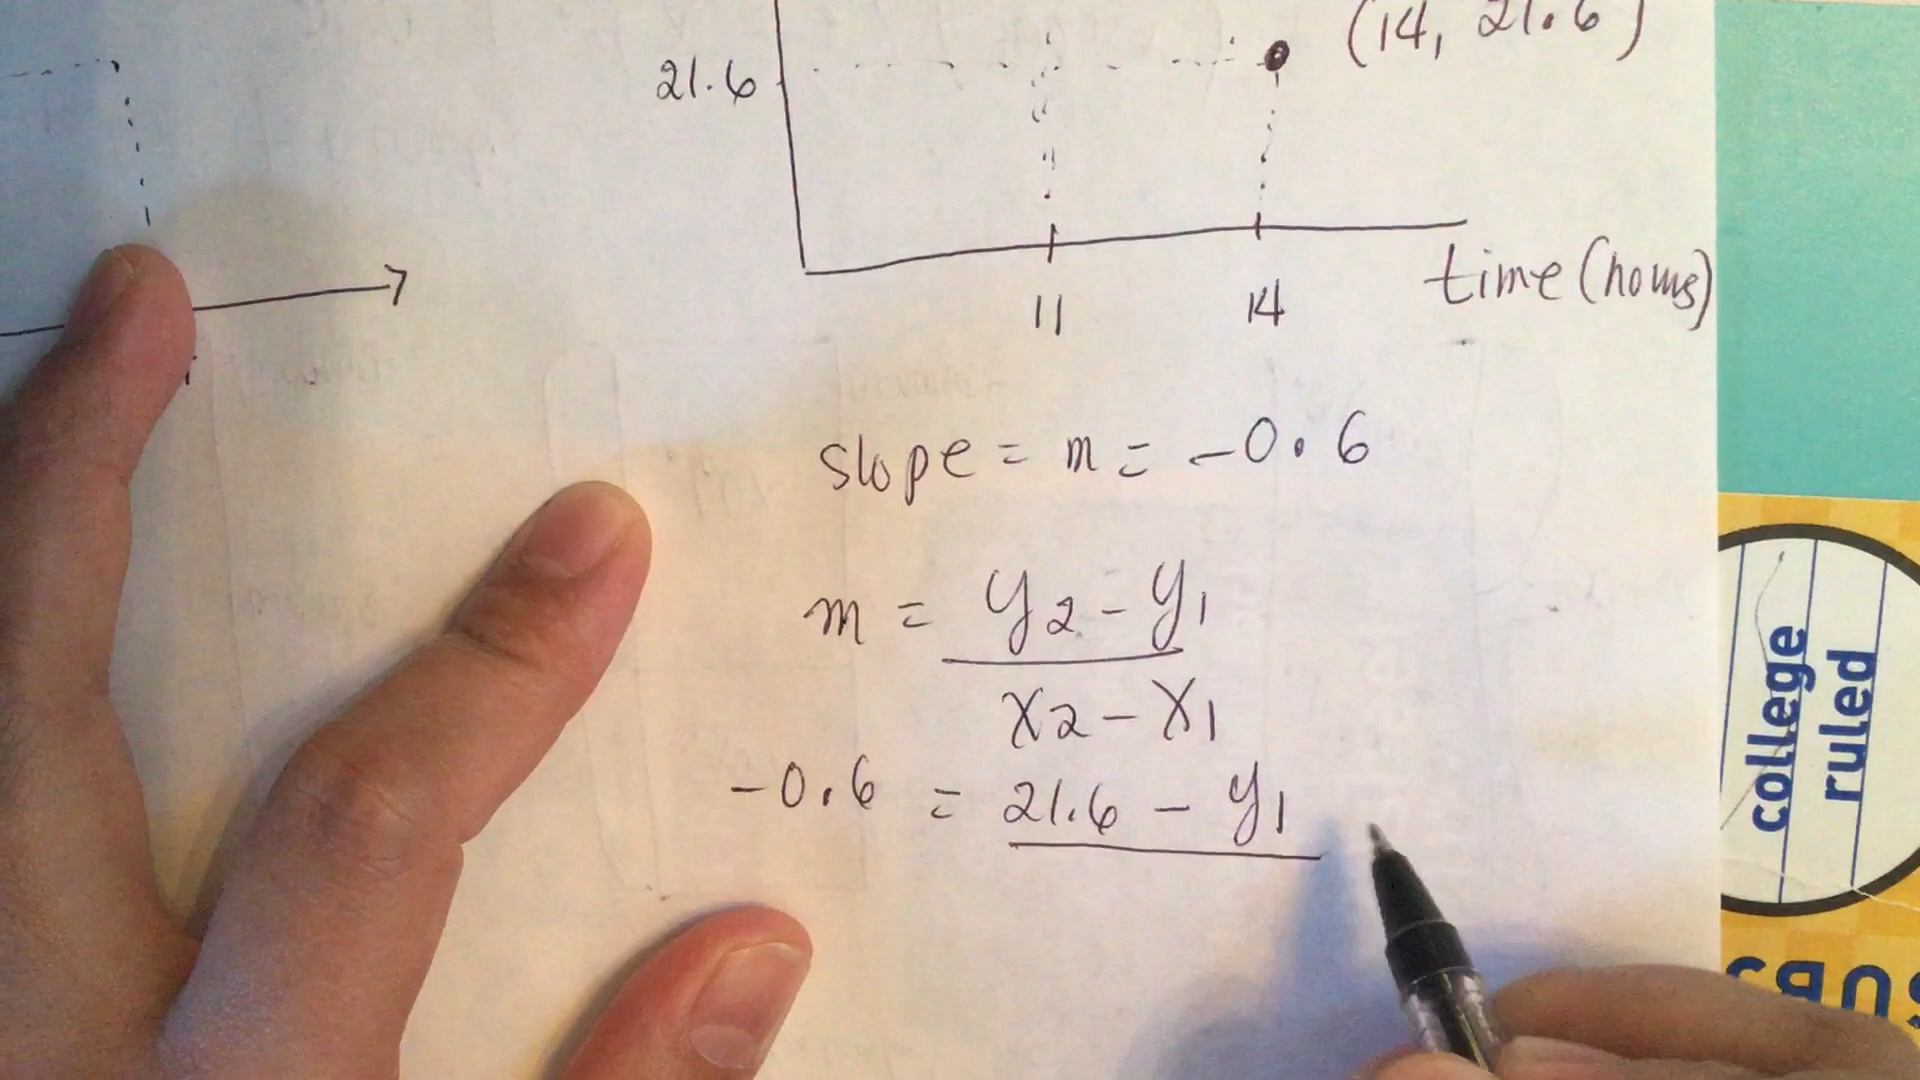 (14, 21.6)
21.6
11
14
time (hours)
slope = m = -0.6
m = y2 - y1
x2 - x1
-0.6 = 21.6 - y1
college
ruled